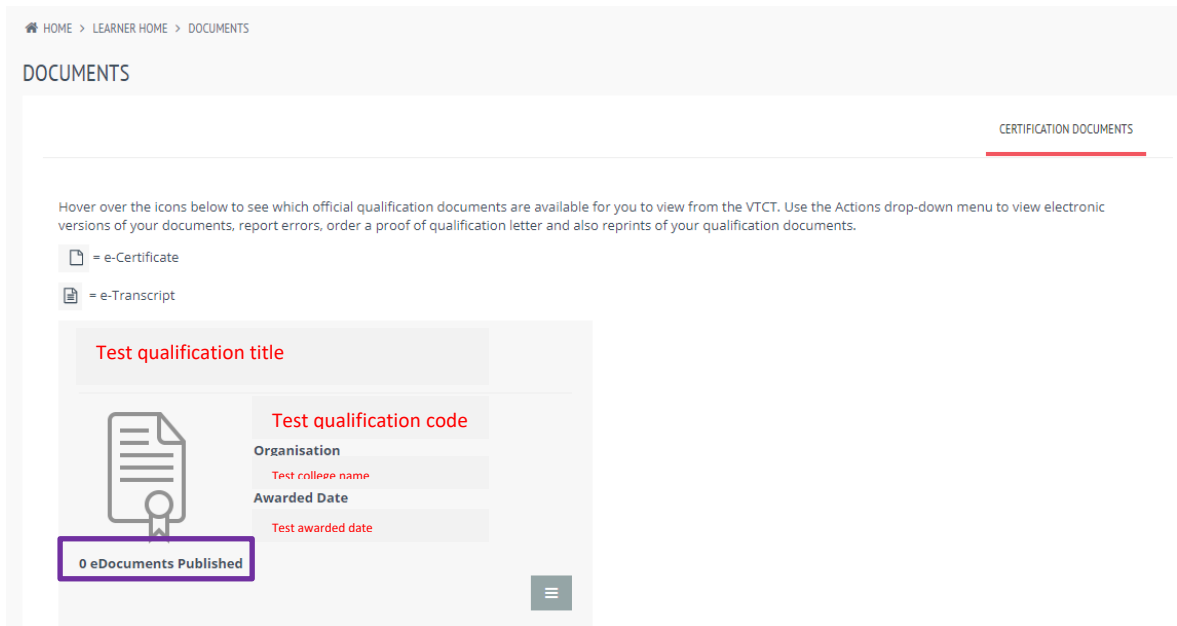 HOME > LEARNER HOME > DOCUMENTS
DOCUMENTS
CERTIFICATION DOCUMENTS
Hover over the icons below to see which official qualification documents are available for you to view from the VTCT. Use the Actions drop-down menu to view electronic
versions of your documents, report errors, order a proof of qualification letter and also reprints of your qualification documents.
= e-Certificate
= e-Transcript
Test qualification title
Test qualification code
Organisation
Test college name
Awarded Date
Test awarded date
0 eDocuments Published